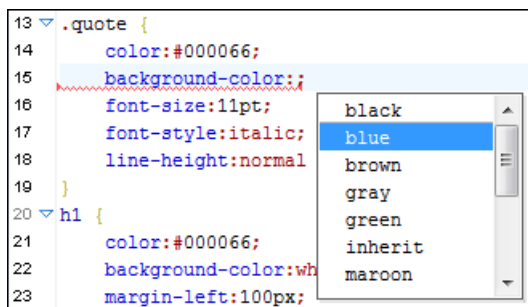 13 .quote {
14 color:#000066;
15 background-color:;
16 font-size:11pt;
17 font-style:italic;
18 line-height:normal
19 }
20 h1 {
21 color:#000066;
22 background-color:wh
23 margin-left:100px;
black
blue
brown
gray
green
inherit
maroon